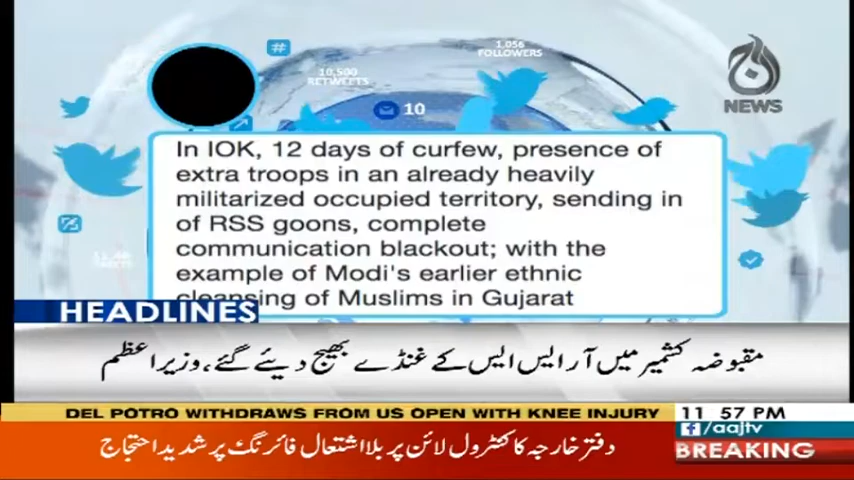 #
1,056
FOLLOWERS
10,500
RETWEETS
10
NEWS
In IOK, 12 days of curfew, presence of
extra troops in an already heavily
militarized occupied territory, sending in
of RSS goons, complete
communication blackout; with the
example of Modi's earlier ethnic
cleansing of Muslims in Gujarat
HEADLINES
مقبوضہ کشمیر میں آر ایس ایس کے غنڈے بھیج دیئے گئے، وزیراعظم
DEL POTRO WITHDRAWS FROM US OPEN WITH KNEE INJURY
11 57 PM
f/aajtv
دفتر خارجہ کا کنٹرول لائن پر بلا اشتعال فائرنگ پر شدید احتجاج
BREAKING